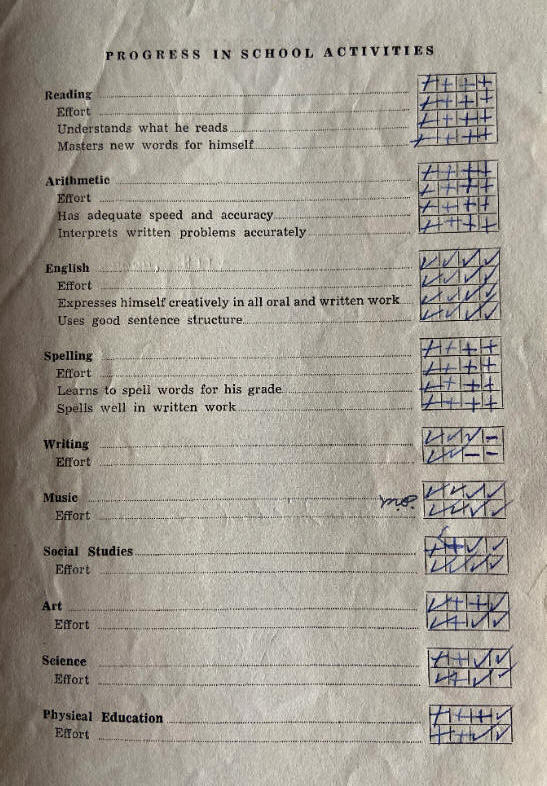 PROGRESS IN SCHOOL ACTIVITIES
Reading + + + +
Effort + + + +
Understands what he reads + + + +
Masters new words for himself + + + +
Arithmetic + + + +
Effort + + + +
Has adequate speed and accuracy + + + +
Interprets written problems accurately + + + +
English ✓ ✓ ✓ ✓
Effort ✓ ✓ ✓ ✓
Expresses himself creatively in all oral and written work ✓ ✓ ✓ ✓
Uses good sentence structure ✓ ✓ ✓ ✓
Spelling + + + +
Effort + + + +
Learns to spell words for his grade + + + +
Spells well in written work + + + +
Writing ✓ ✓ ✓ –
Effort ✓ ✓ – –
Music ✓ ✓ ✓ ✓
Effort ✓ ✓ ✓ ✓
Social Studies
Effort ✓ ✓ ✓ ✓
Art ✓ + + ✓
Effort
Science + + ✓ ✓
Effort
Physical Education + + + ✓
Effort + + ✓ ✓